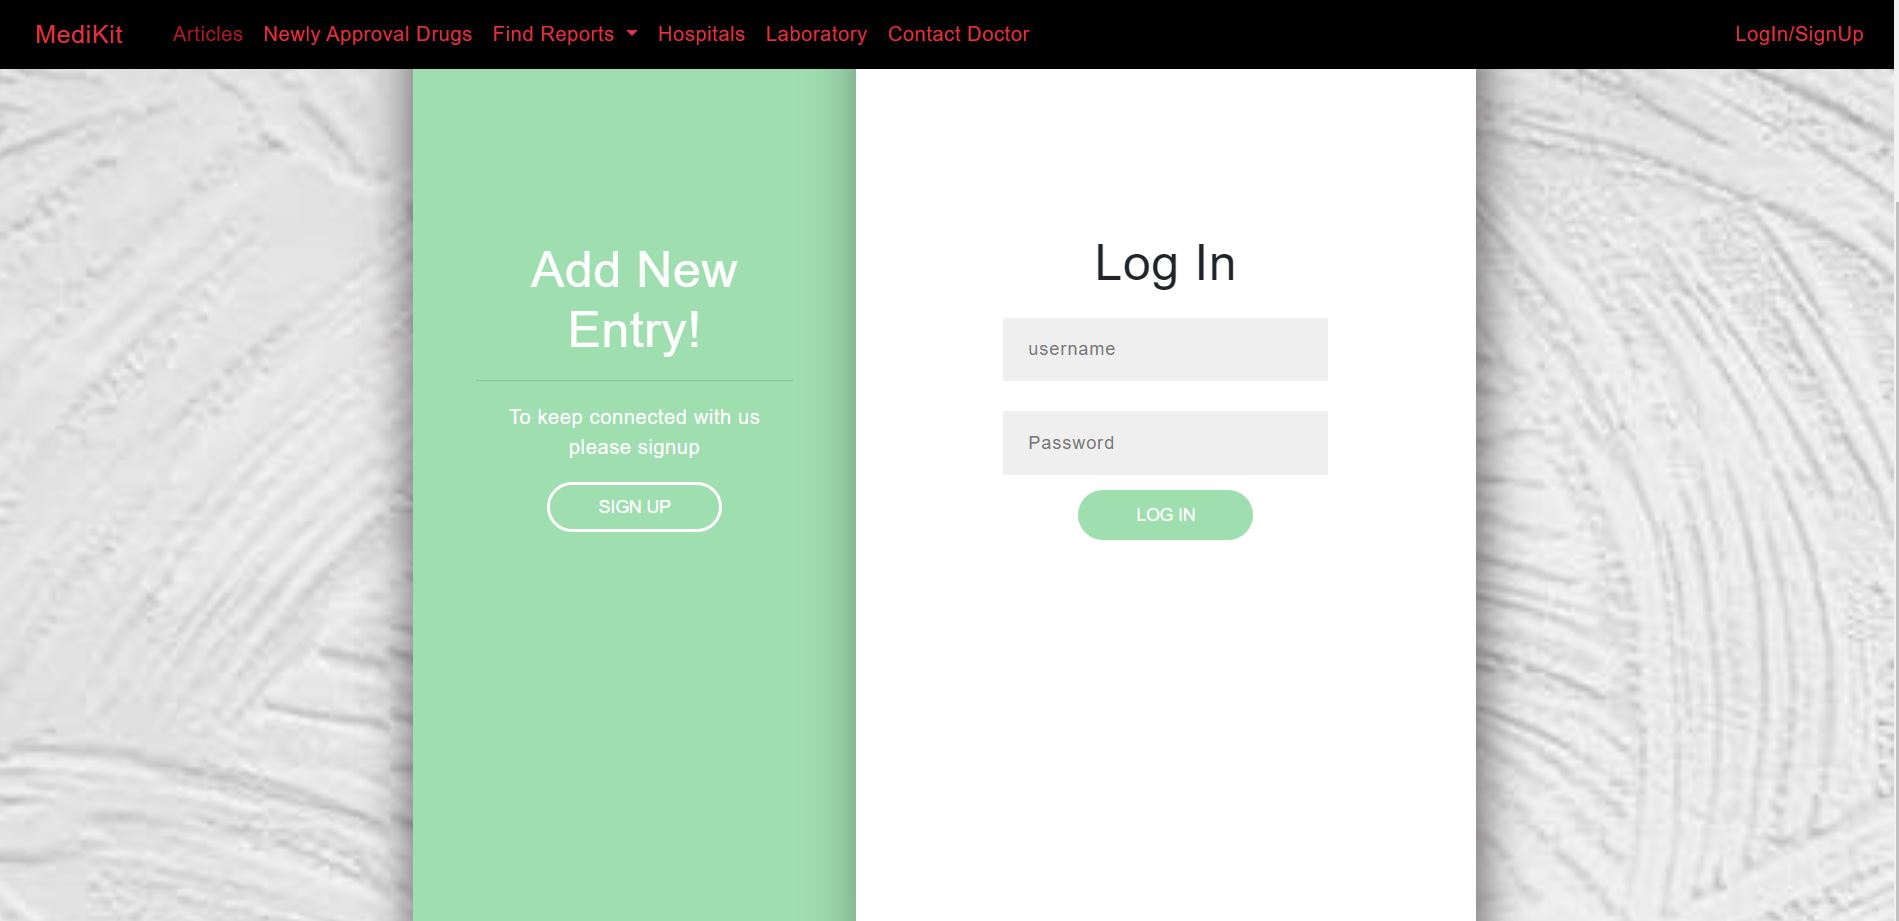 MediKit Articles Newly Approval Drugs Find Reports Hospitals Laboratory Contact Doctor LogIn/SignUp
Add New
Entry!
To keep connected with us
please signup
SIGN UP
Log In
username
Password
LOG IN